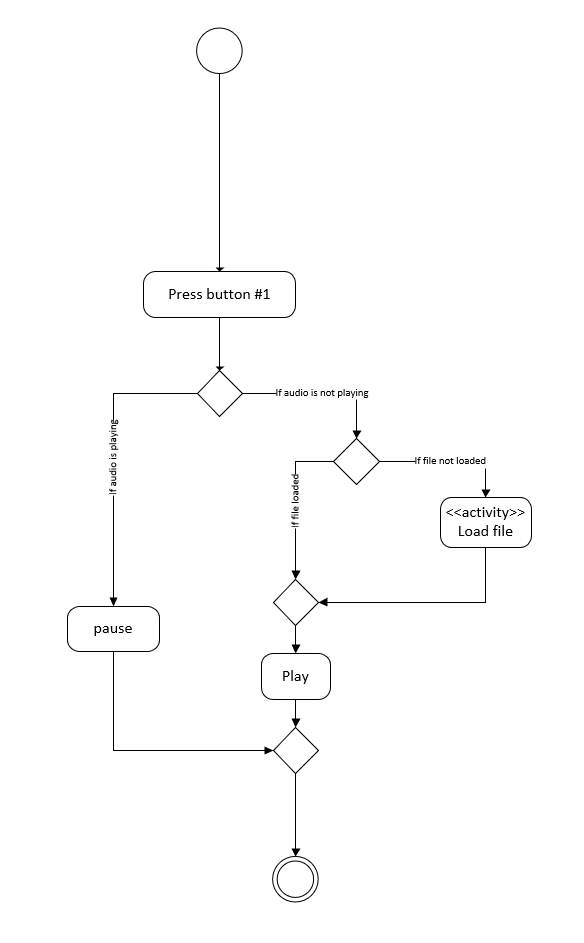 Press button #1
If audio is not playing
If audio is playing
If file not loaded
If file loaded
<<activity>>
Load file
pause
Play